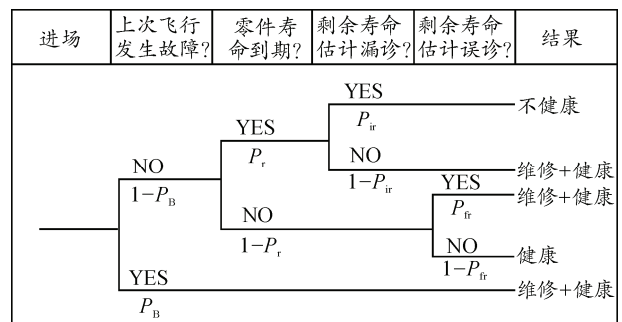 进场
上次飞行
发生故障?
零件寿
命到期?
剩余寿命
估计漏诊?
剩余寿命
估计误诊?
结果
YES
P_ir
不健康
YES
P_r
NO
1-P_ir
维修+健康
NO
1-P_B
YES
P_fr
维修+健康
NO
1-P_r
NO
1-P_fr
健康
YES
P_B
维修+健康